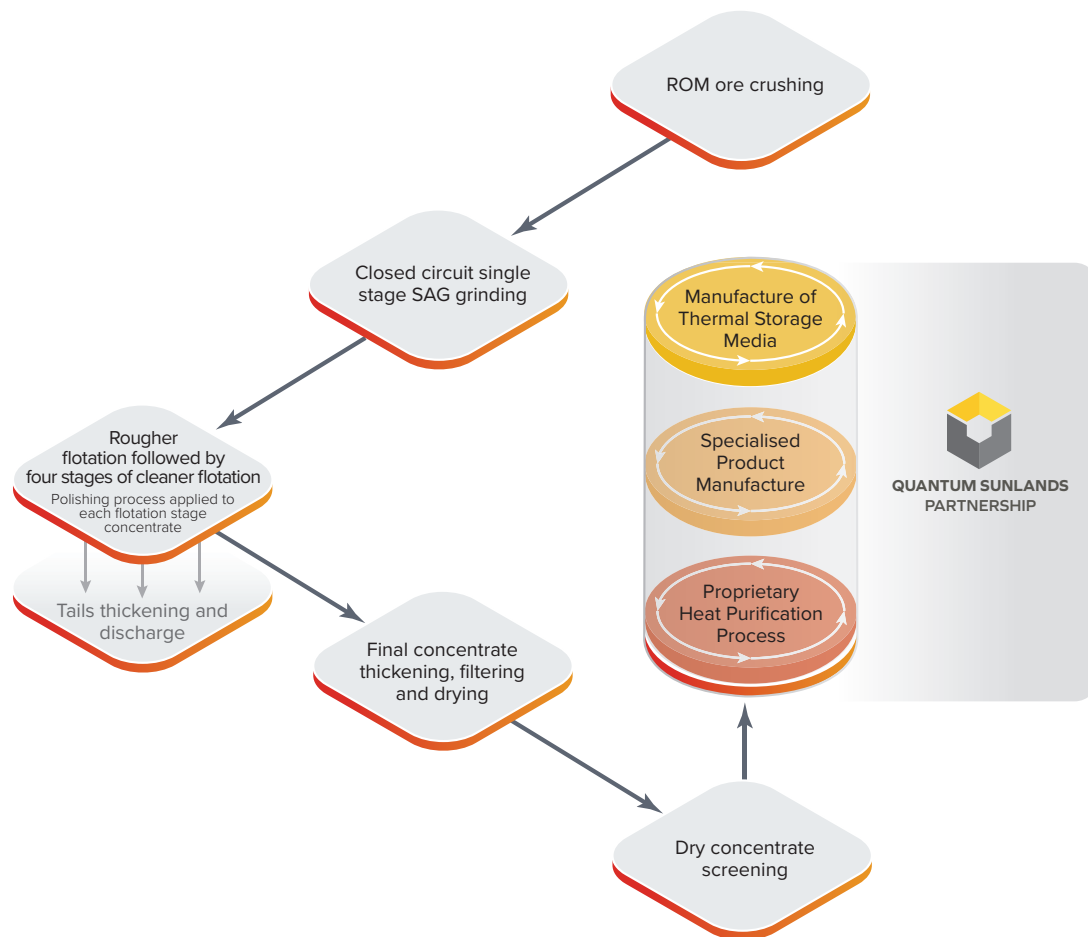 ROM ore crushing
Closed circuit single
stage SAG grinding
Rougher
flotation followed by
four stages of cleaner flotation
Polishing process applied to
each flotation stage
concentrate
Tails thickening and
discharge
Final concentrate
thickening, filtering
and drying
Dry concentrate
screening
Manufacture of
Thermal Storage
Media
Specialised
Product
Manufacture
Proprietary
Heat Purification
Process
QUANTUM SUNLANDS
PARTNERSHIP